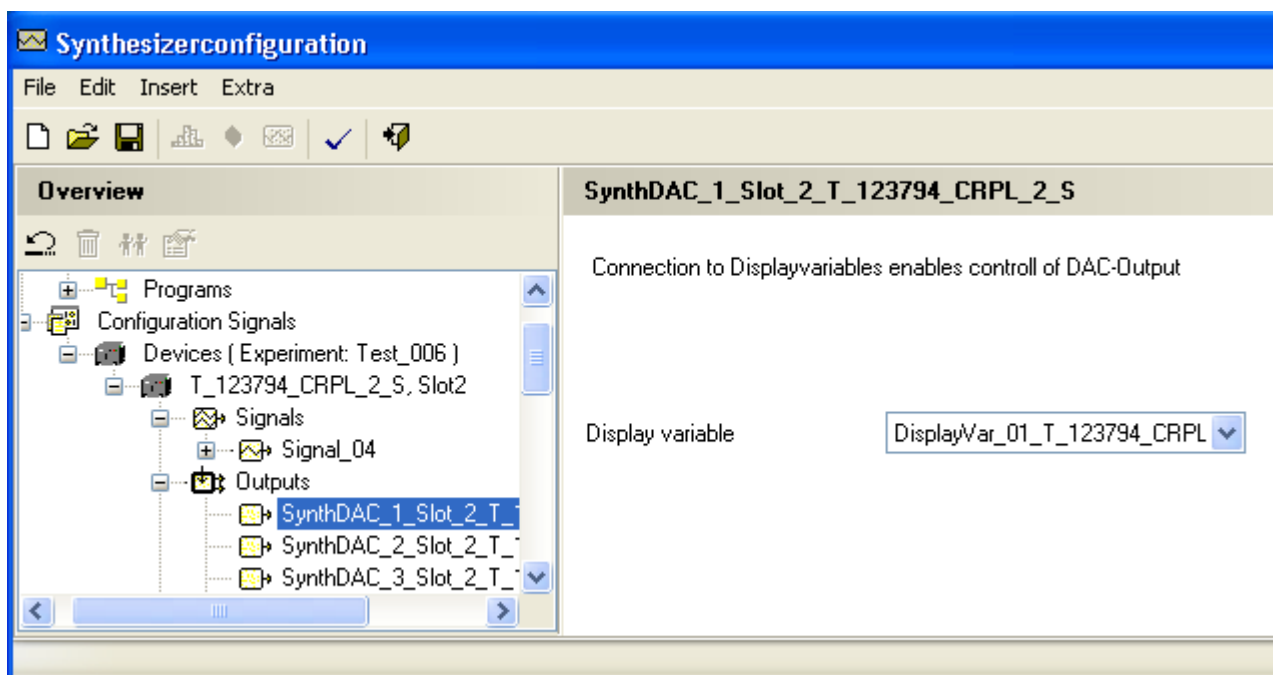 Synthesizerconfiguration
File Edit Insert Extra
Overview
SynthDAC_1_Slot_2_T_123794_CRPL_2_S
Connection to Displayvariables enables controll of DAC-Output
Programs
Configuration Signals
Devices ( Experiment: Test_006 )
T_123794_CRPL_2_S, Slot2
Signals
Signal_04
Outputs
SynthDAC_1_Slot_2_T_
SynthDAC_2_Slot_2_T_
SynthDAC_3_Slot_2_T_
Display variable
DisplayVar_01_T_123794_CRPL